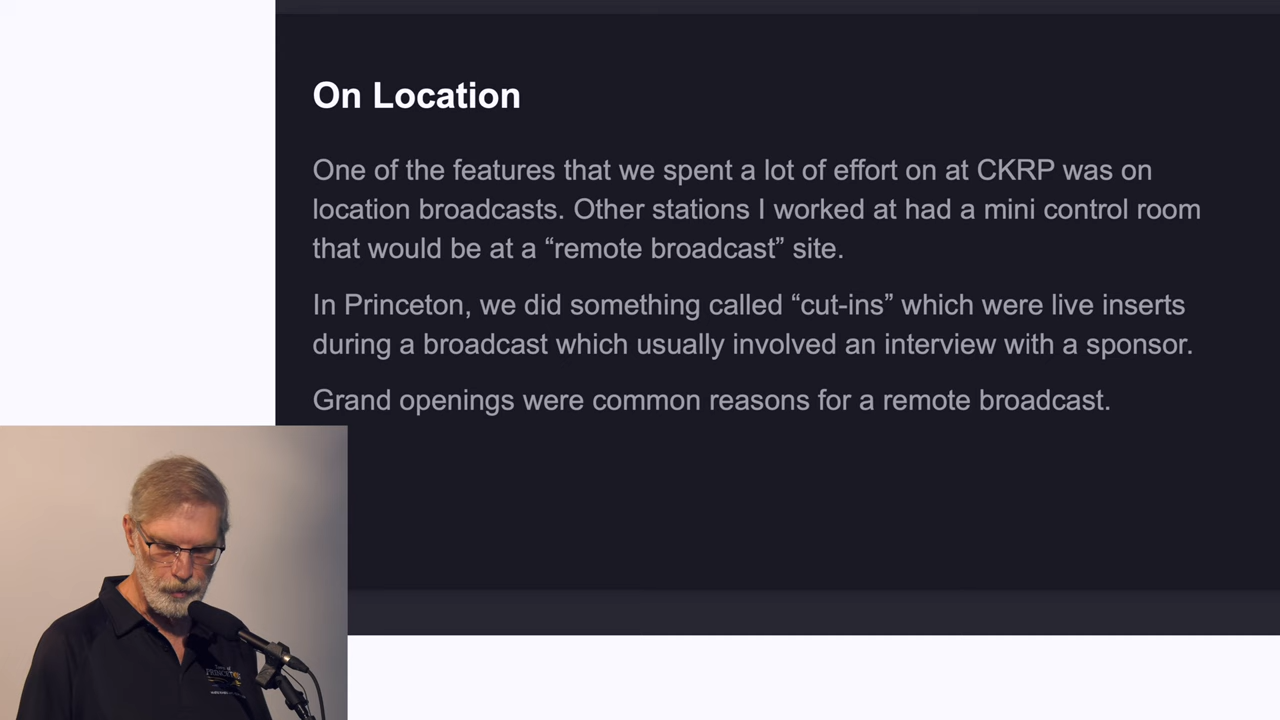 On Location
One of the features that we spent a lot of effort on at CKRP was on
location broadcasts. Other stations I worked at had a mini control room
that would be at a “remote broadcast” site.
In Princeton, we did something called “cut-ins” which were live inserts
during a broadcast which usually involved an interview with a sponsor.
Grand openings were common reasons for a remote broadcast.